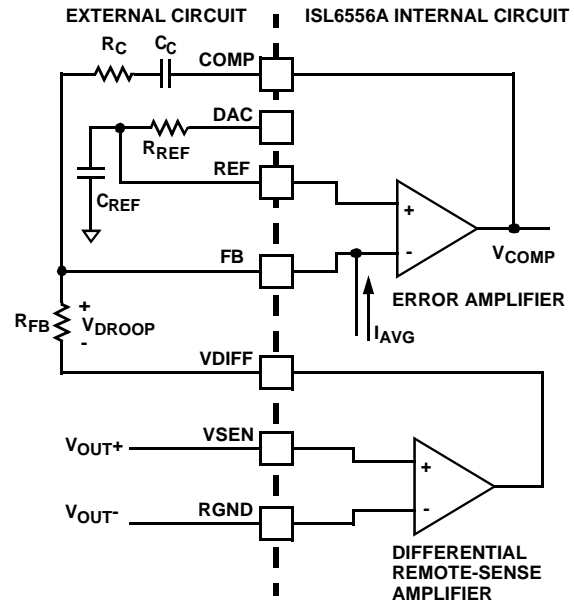 EXTERNAL CIRCUIT
ISL6556A INTERNAL CIRCUIT
RC
CC
COMP
DAC
RREF
REF
CREF
+
-
VCOMP
FB
ERROR AMPLIFIER
IAVG
RFB
+
VDROOP
-
VDIFF
VOUT+
VSEN
+
VOUT-
RGND
-
DIFFERENTIAL
REMOTE-SENSE
AMPLIFIER